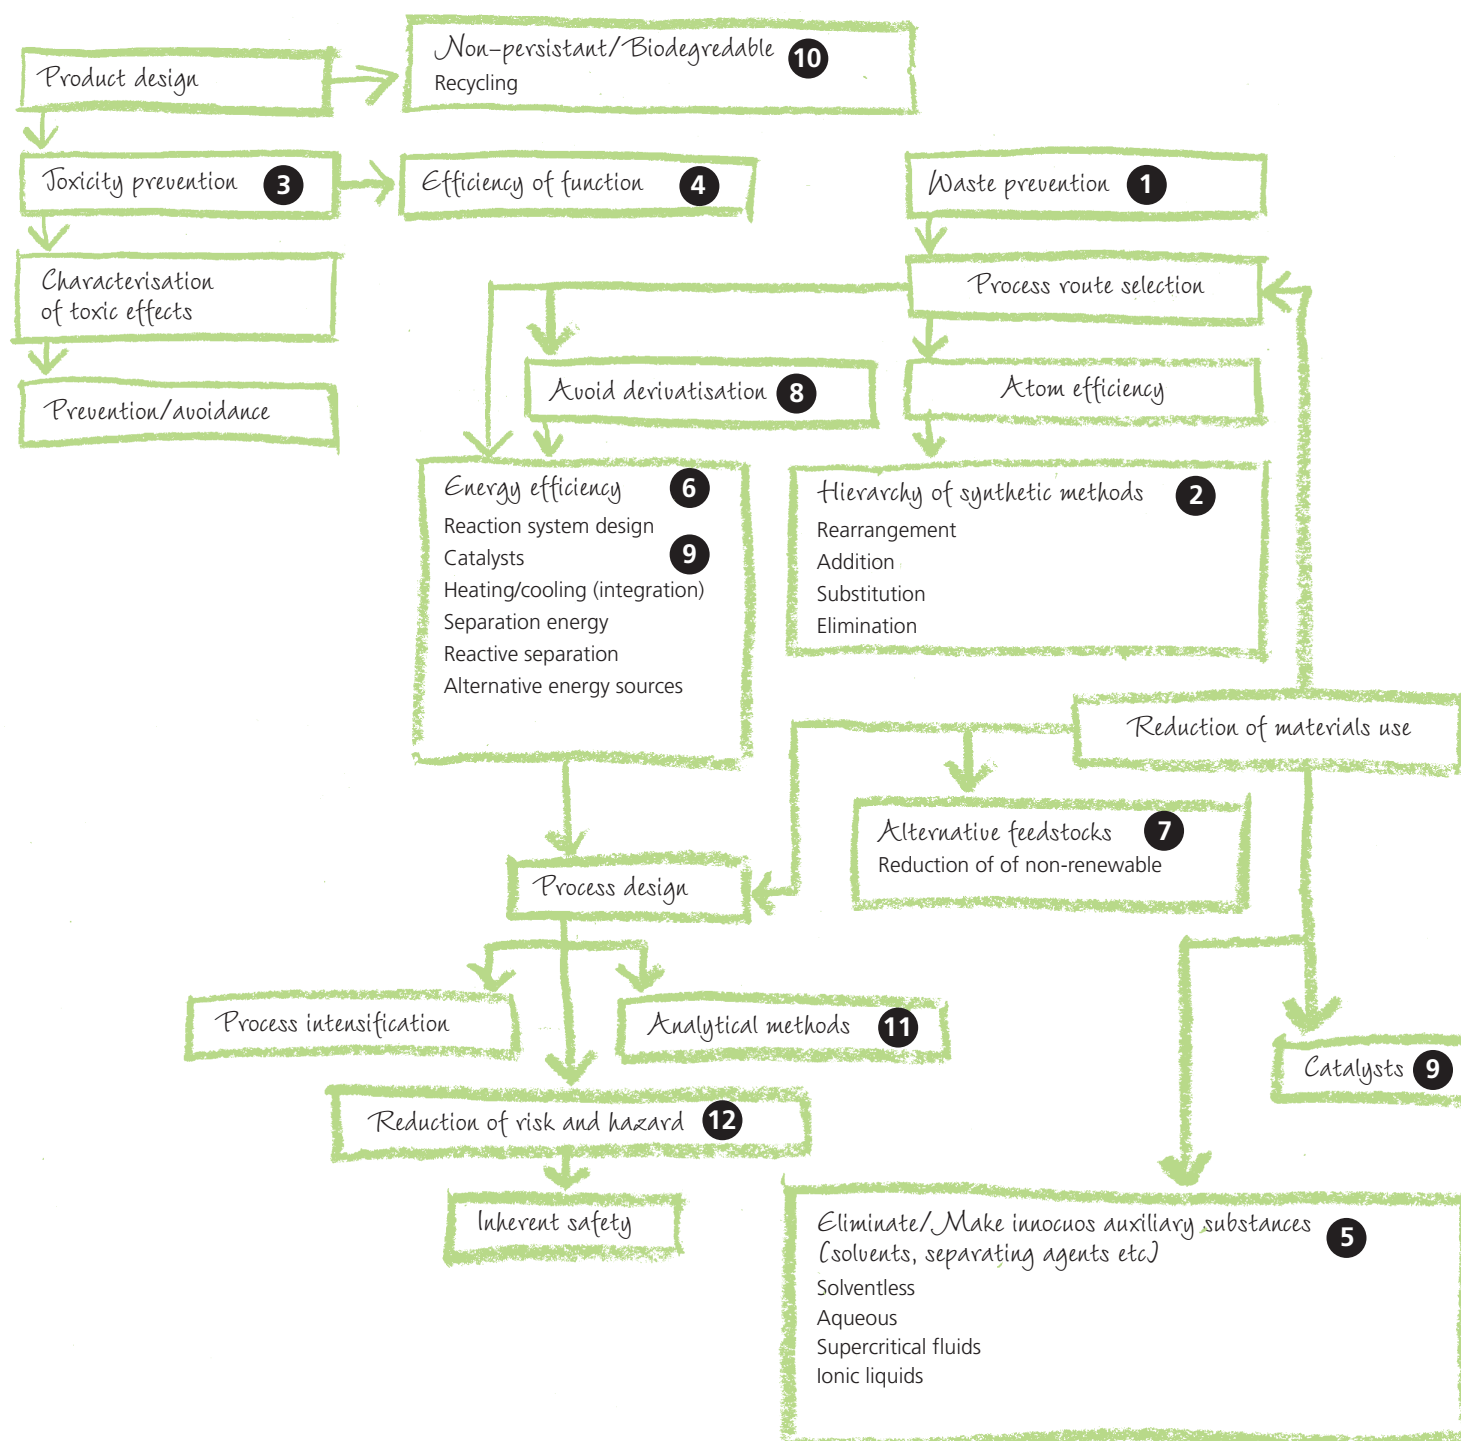 Non-persistant/Biodegredable 10
Recycling
Product design
Toxicity prevention 3
Efficiency of function 4
Waste prevention 1
Characterisation
of toxic effects
Process route selection
Prevention/avoidance
Avoid derivatisation 8
Atom efficiency
Energy efficiency 6
Reaction system design
Catalysts 9
Heating/cooling (integration)
Separation energy
Reactive separation
Alternative energy sources
Hierarchy of synthetic methods 2
Rearrangement
Addition
Substitution
Elimination
Reduction of materials use
Alternative feedstocks 7
Reduction of of non-renewable
Process design
Process intensification
Analytical methods 11
Catalysts 9
Reduction of risk and hazard 12
Inherent safety
Eliminate/Make innocuos auxiliary substances 5
(solvents, separating agents etc)
Solventless
Aqueous
Supercritical fluids
Ionic liquids